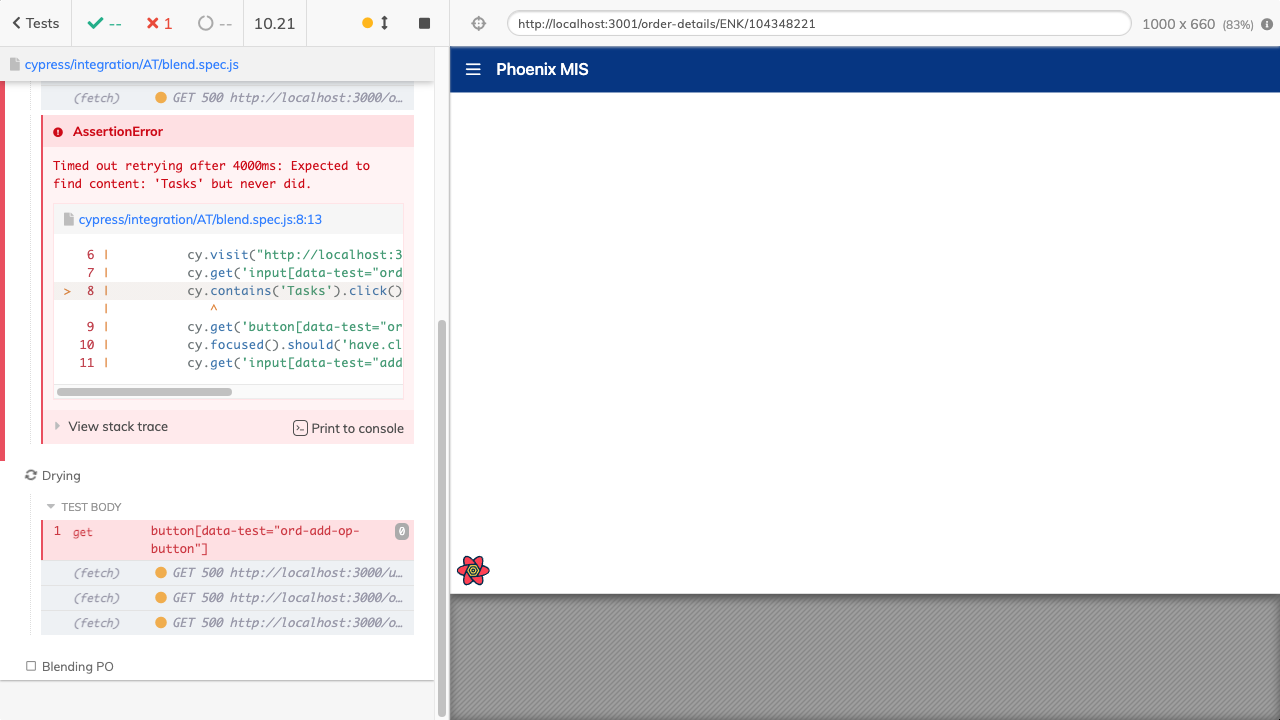 Tests
--
1
--
10.21
http://localhost:3001/order-details/ENK/104348221
1000 x 660 (83%)
cypress/integration/AT/blend.spec.js
Phoenix MIS
(fetch) GET 500 http://localhost:3000/o…
AssertionError
Timed out retrying after 4000ms: Expected to
find content: 'Tasks' but never did.
cypress/integration/AT/blend.spec.js:8:13
6 | cy.visit("http://localhost:3
7 | cy.get('input[data-test="ord
> 8 | cy.contains('Tasks').click()
| ^
9 | cy.get('button[data-test="or
10 | cy.focused().should('have.cl
11 | cy.get('input[data-test="add
View stack trace
Print to console
Drying
TEST BODY
1 get button[data-test="ord-add-op-
button"]
0
(fetch) GET 500 http://localhost:3000/u…
(fetch) GET 500 http://localhost:3000/o…
(fetch) GET 500 http://localhost:3000/o…
Blending PO